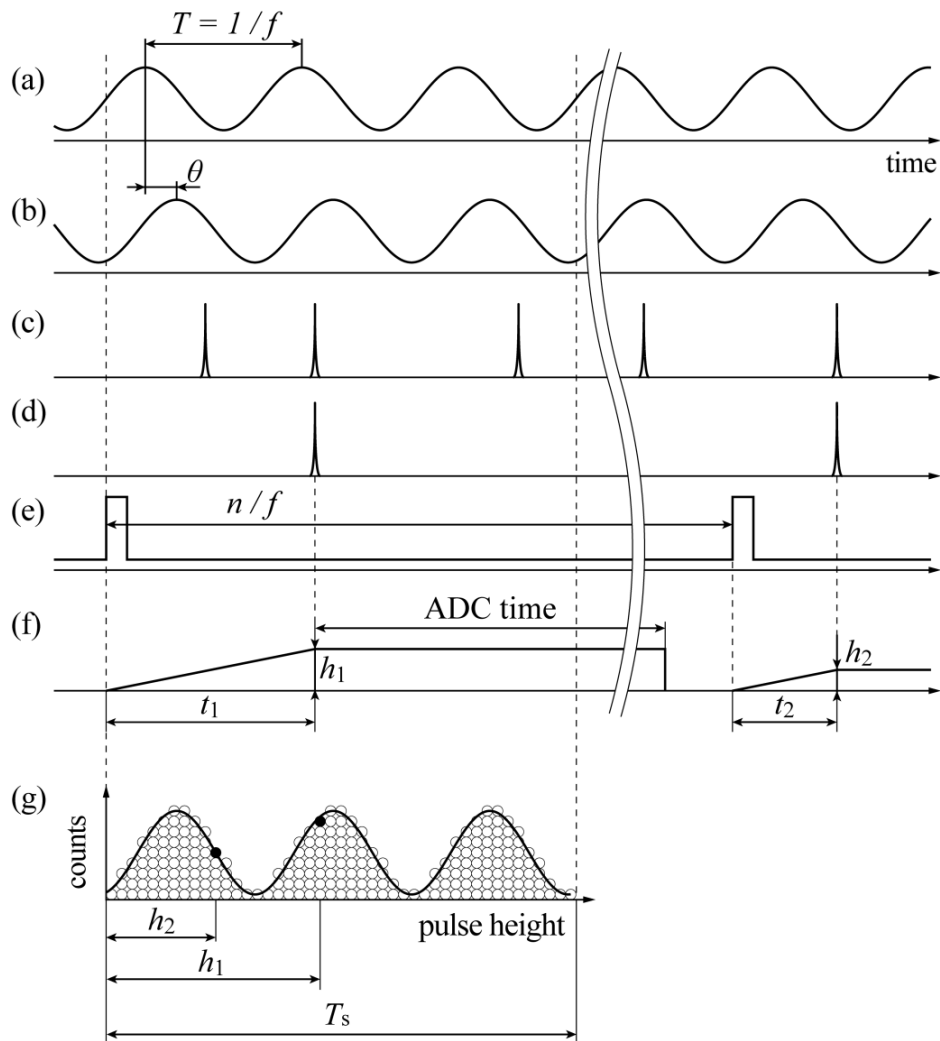 T = 1 / f
(a)
time
θ
(b)
(c)
(d)
(e)
n / f
(f)
ADC time
h₁
h₂
t₁
t₂
(g)
counts
pulse height
h₂
h₁
Tₛ